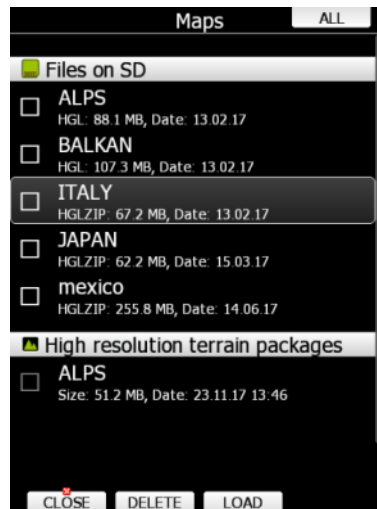 Maps
ALL
Files on SD
ALPS
HGL: 88.1 MB, Date: 13.02.17
BALKAN
HGL: 107.3 MB, Date: 13.02.17
ITALY
HGLZIP: 67.2 MB, Date: 13.02.17
JAPAN
HGLZIP: 62.2 MB, Date: 15.03.17
mexico
HGLZIP: 255.8 MB, Date: 14.06.17
High resolution terrain packages
ALPS
Size: 51.2 MB, Date: 23.11.17 13:46
CLOSE DELETE LOAD